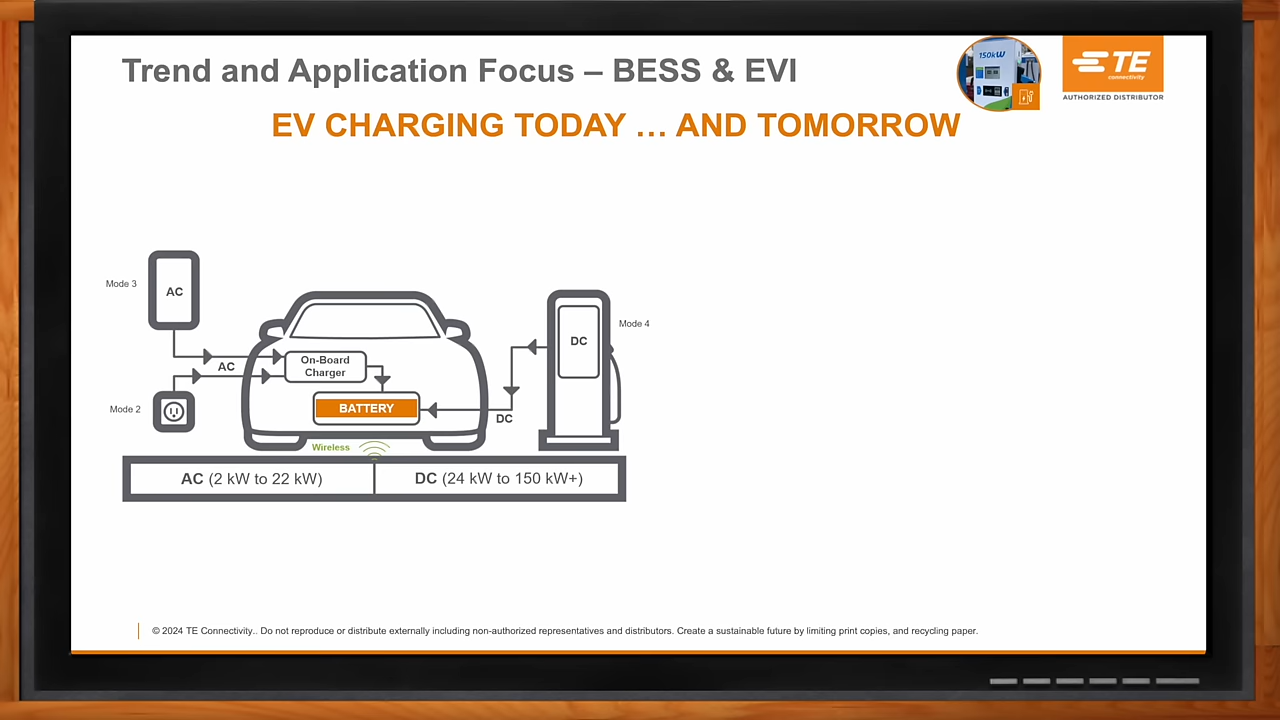 Trend and Application Focus – BESS & EVI
150kW
TE
connectivity
AUTHORIZED DISTRIBUTOR
EV CHARGING TODAY … AND TOMORROW
Mode 3
AC
Mode 4
DC
On-Board
Charger
AC
Mode 2
BATTERY
DC
Wireless
AC (2 kW to 22 kW)
DC (24 kW to 150 kW+)
© 2024 TE Connectivity.. Do not reproduce or distribute externally including non-authorized representatives and distributors. Create a sustainable future by limiting print copies, and recycling paper.